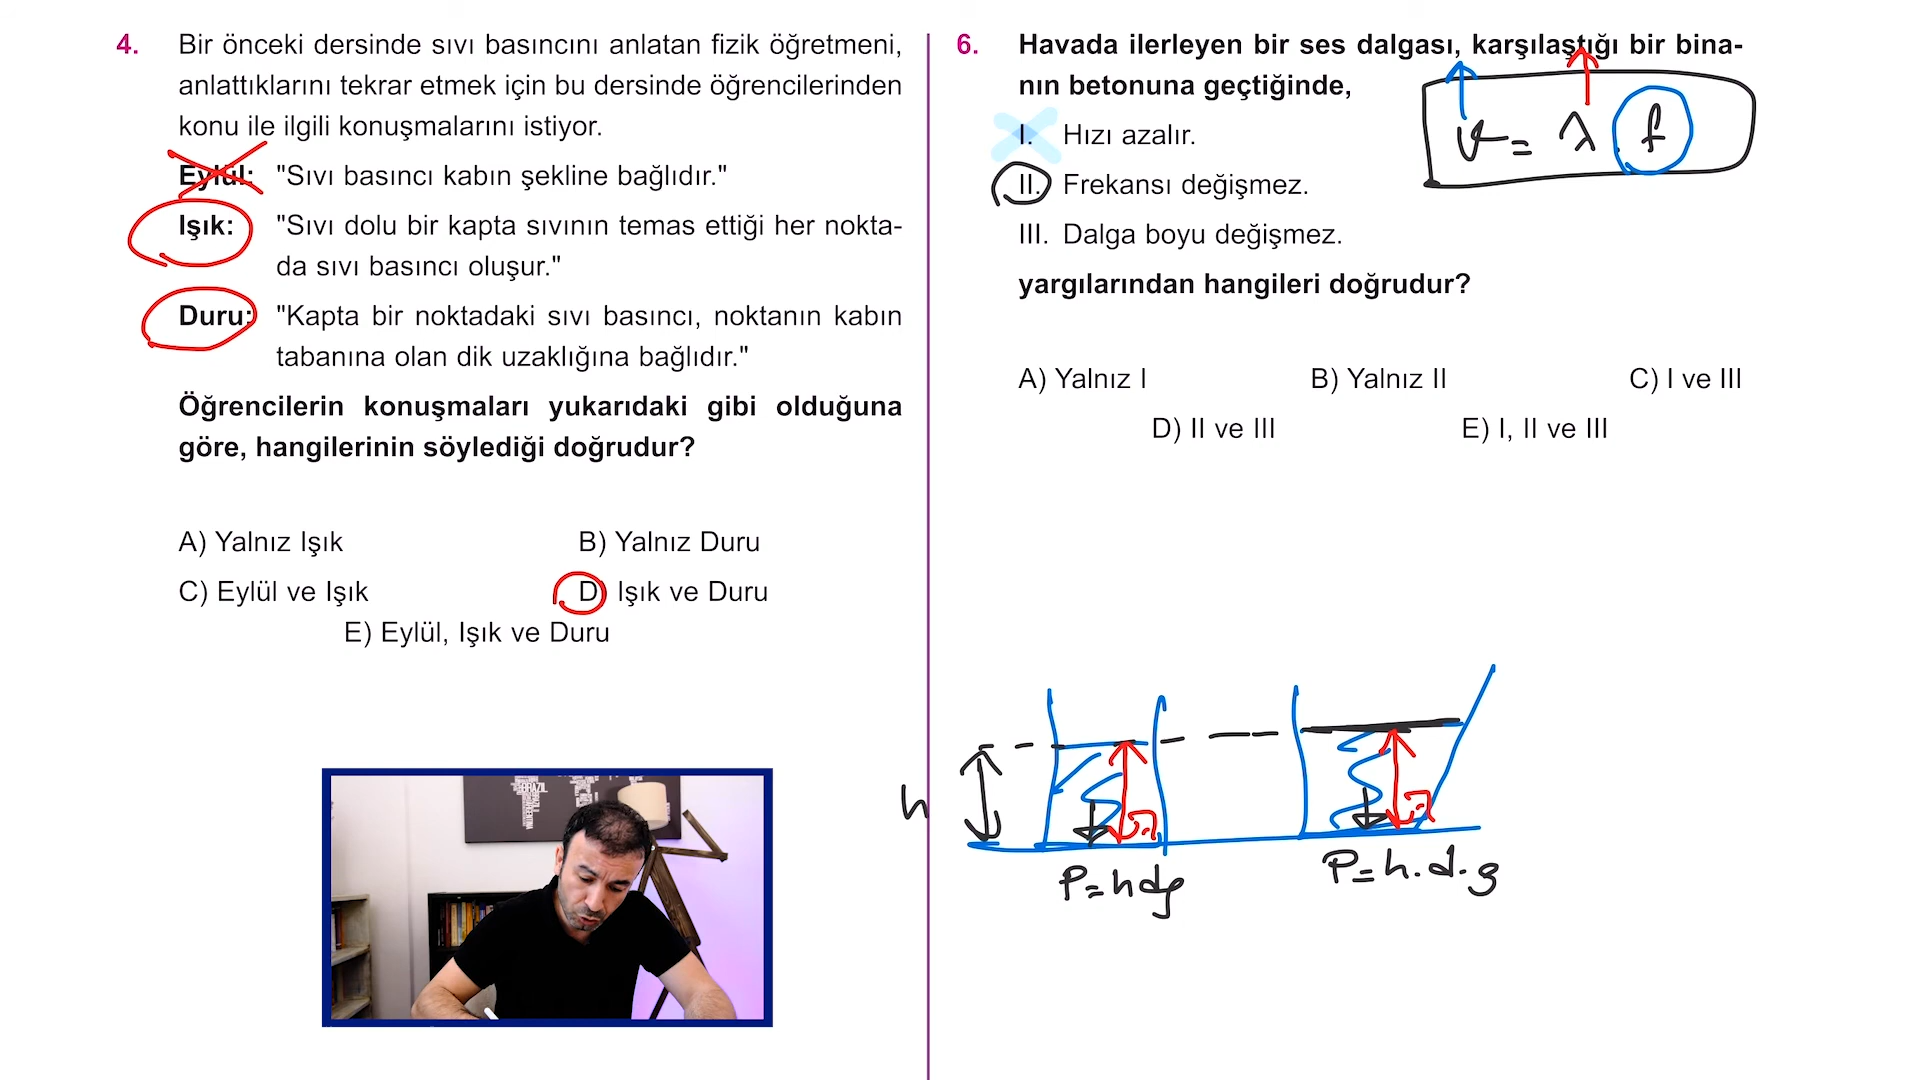 4. Bir önceki dersinde sıvı basıncını anlatan fizik öğretmeni,
anlattıklarını tekrar etmek için bu dersinde öğrencilerinden
konu ile ilgili konuşmalarını istiyor.
Eylül: "Sıvı basıncı kabın şekline bağlıdır."
Işık: "Sıvı dolu bir kapta sıvının temas ettiği her nokta-
da sıvı basıncı oluşur."
Duru: "Kapta bir noktadaki sıvı basıncı, noktanın kabın
tabanına olan dik uzaklığına bağlıdır."
Öğrencilerin konuşmaları yukarıdaki gibi olduğuna
göre, hangilerinin söylediği doğrudur?
A) Yalnız Işık B) Yalnız Duru
C) Eylül ve Işık D) Işık ve Duru
E) Eylül, Işık ve Duru
6. Havada ilerleyen bir ses dalgası, karşılaştığı bir bina-
nın betonuna geçtiğinde,
v = λ . f
I. Hızı azalır.
II. Frekansı değişmez.
III. Dalga boyu değişmez.
yargılarından hangileri doğrudur?
A) Yalnız I B) Yalnız II C) I ve III
D) II ve III E) I, II ve III
h
P=hdg
P=h.d.g
BRAZIL